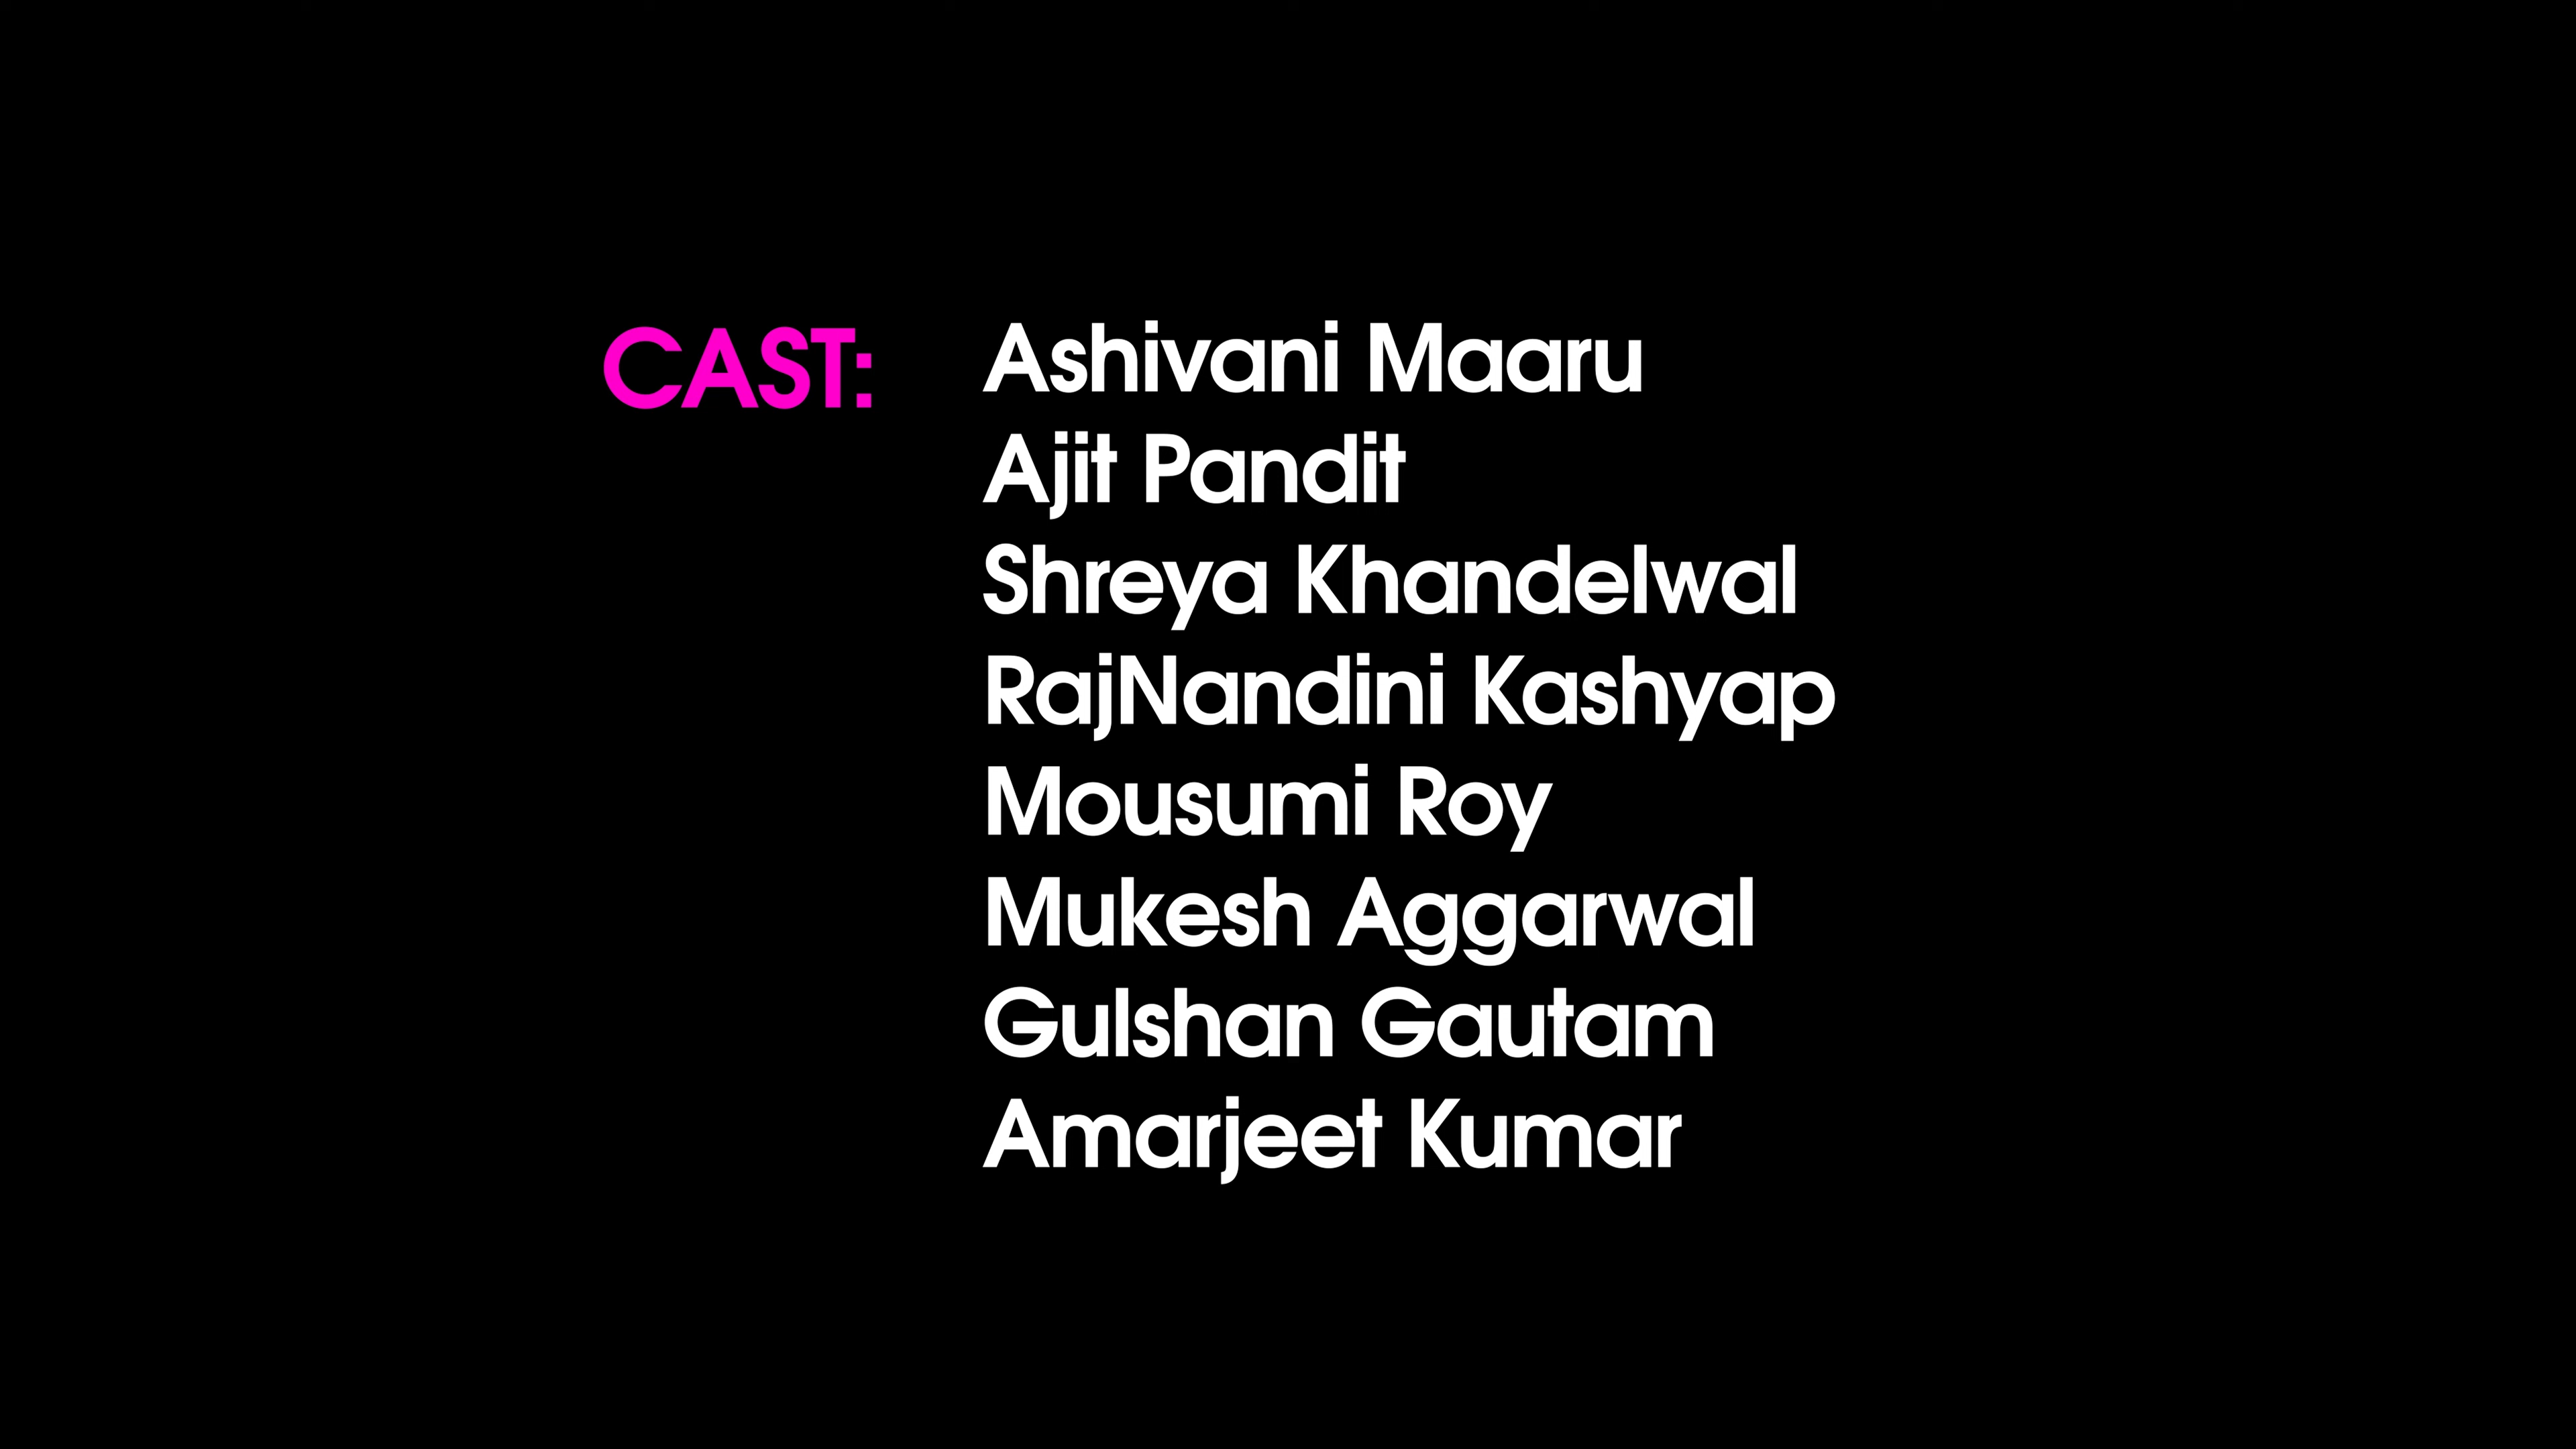 CAST: Ashivani Maaru
Ajit Pandit
Shreya Khandelwal
RajNandini Kashyap
Mousumi Roy
Mukesh Aggarwal
Gulshan Gautam
Amarjeet Kumar